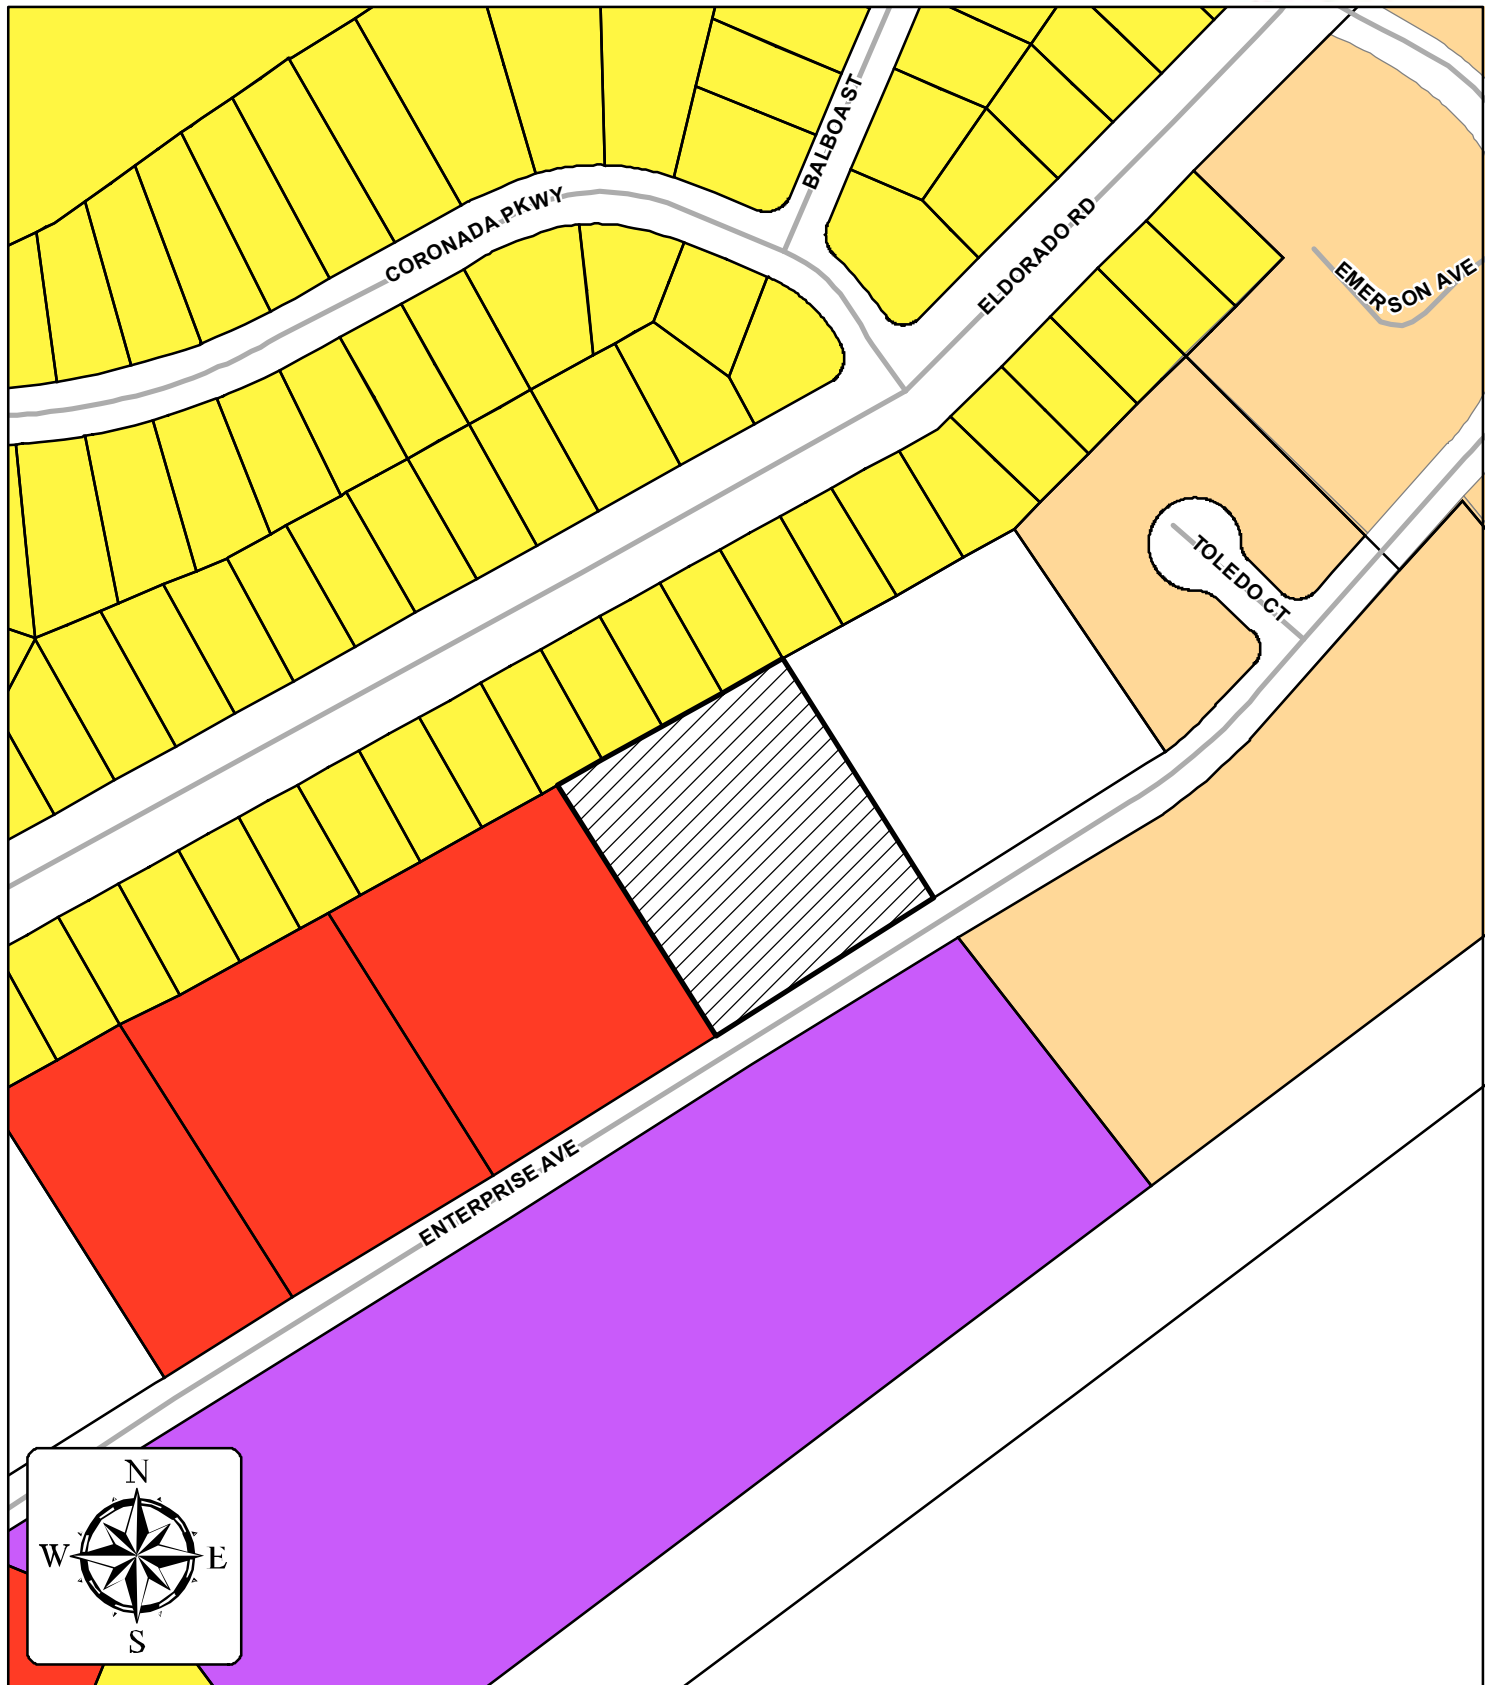 BALBOA ST
CORONADA PKWY
ELDORADO RD
EMERSON AVE
TOLEDO CT
ENTERPRISE AVE
N
W E
S